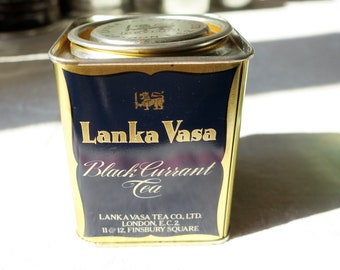 Lanka Vasa
Black Currant
Tea
LANKA VASA TEA CO., LTD.
LONDON, E.C. 2
11 & 12, FINSBURY SQUARE